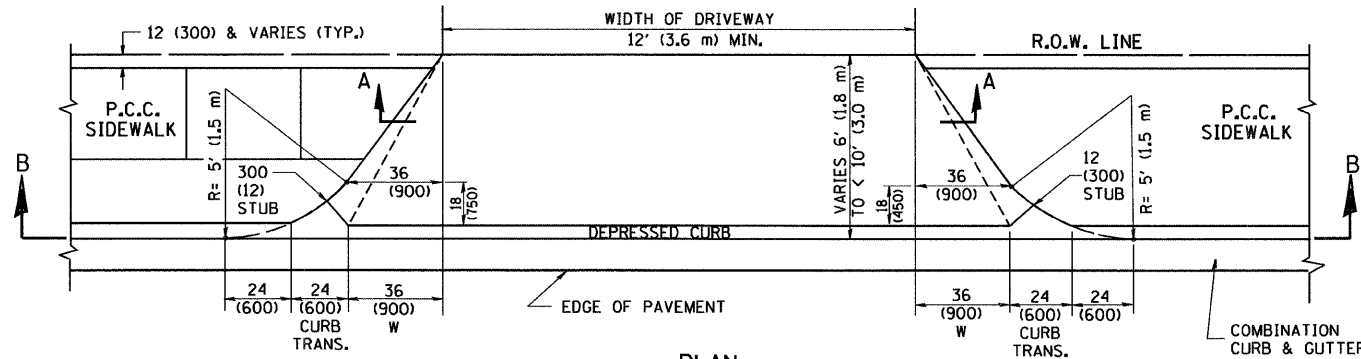 12 (300) & VARIES (TYP.)
WIDTH OF DRIVEWAY
12' (3.6 m) MIN.
R.O.W. LINE
A
A
P.C.C.
SIDEWALK
R= 5' (1.5 m)
300
(12)
STUB
36
(900)
18
(750)
VARIES 6' (1.8 m)
TO < 10' (3.0 m)
36
(900)
18
(450)
12
(300)
STUB
R= 5' (1.5 m)
P.C.C.
SIDEWALK
B
B
DEPRESSED CURB
24
(600)
24
(600)
CURB
TRANS.
36
(900)
W
EDGE OF PAVEMENT
36
(900)
W
24
(600)
CURB
TRANS.
24
(600)
COMBINATION
CURB & GUTTER
PLAN